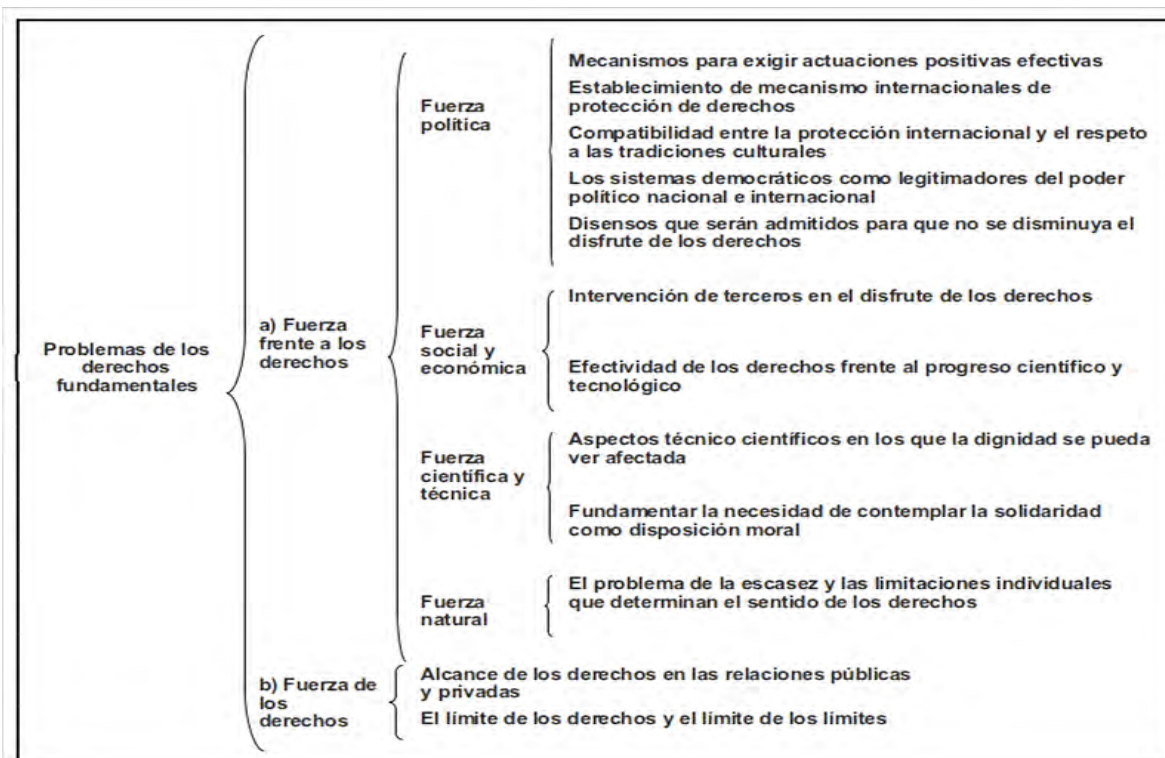 Problemas de los
derechos
fundamentales
a) Fuerza
frente a los
derechos
Fuerza
política
Mecanismos para exigir actuaciones positivas efectivas
Establecimiento de mecanismo internacionales de
protección de derechos
Compatibilidad entre la protección internacional y el respeto
a las tradiciones culturales
Los sistemas democráticos como legitimadores del poder
político nacional e internacional
Disensos que serán admitidos para que no se disminuya el
disfrute de los derechos
Fuerza
social y
económica
Intervención de terceros en el disfrute de los derechos
Efectividad de los derechos frente al progreso científico y
tecnológico
Fuerza
científica y
técnica
Aspectos técnico científicos en los que la dignidad se pueda
ver afectada
Fundamentar la necesidad de contemplar la solidaridad
como disposición moral
Fuerza
natural
El problema de la escasez y las limitaciones individuales
que determinan el sentido de los derechos
b) Fuerza de
los
derechos
Alcance de los derechos en las relaciones públicas
y privadas
El límite de los derechos y el límite de los límites